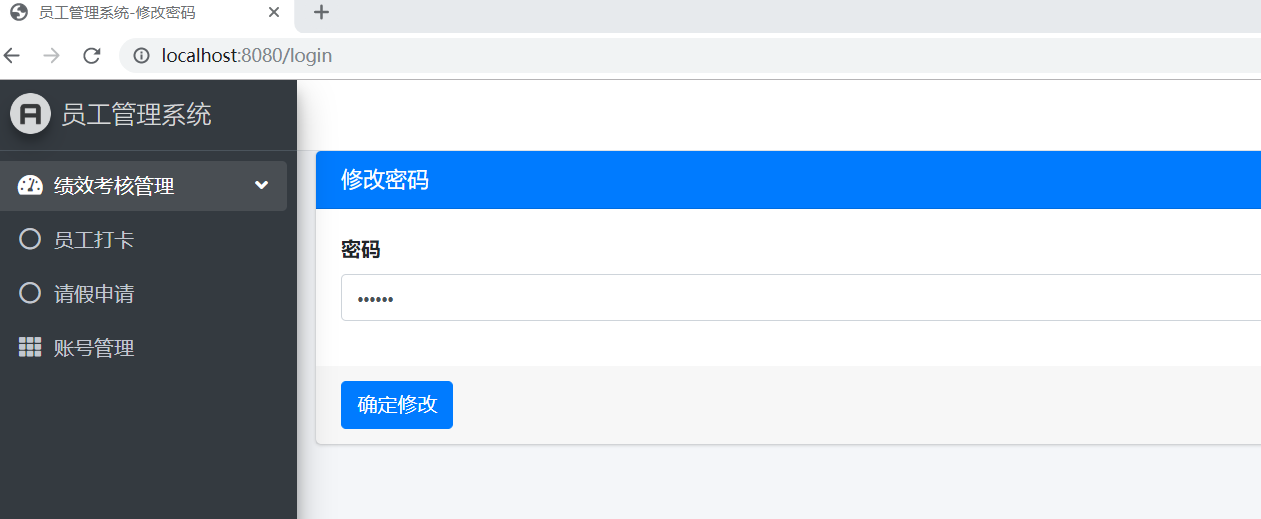 员工管理系统-修改密码
localhost:8080/login
员工管理系统
绩效考核管理
员工打卡
请假申请
账号管理
修改密码
密码
••••••
确定修改